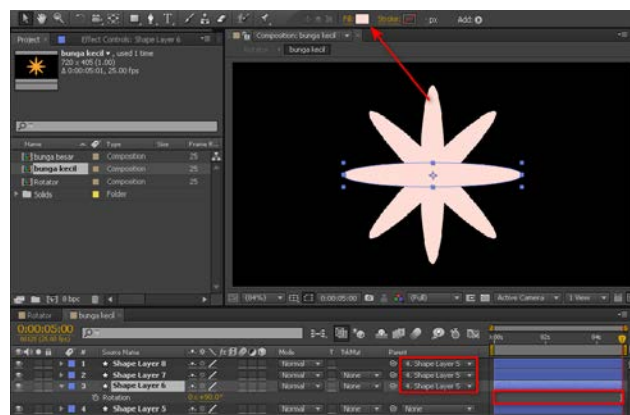 Fill: Stroke: -px Add:
Project Effect Controls: Shape Layer 6
Composition: bunga kecil
Rotator bunga kecil
bunga kecil , used 1 time
720 x 405 (1.00)
Δ 0:00:05:01, 25.00 fps
Name Type Size Frame R...
bunga besar Composition 25
bunga kecil Composition 25
Rotator Composition 25
Solids Folder
8 bpc
(84%) 0:00:05:00 (Full) Active Camera 1 View
Rotator bunga kecil
0:00:05:00
# Source Name Mode T TrkMat Parent
1 Shape Layer 8 Normal 4. Shape Layer 5
2 Shape Layer 7 Normal None 4. Shape Layer 5
3 Shape Layer 6 Normal None 4. Shape Layer 5
Rotation 0x+90.0°
4 Shape Layer 5 Normal None None